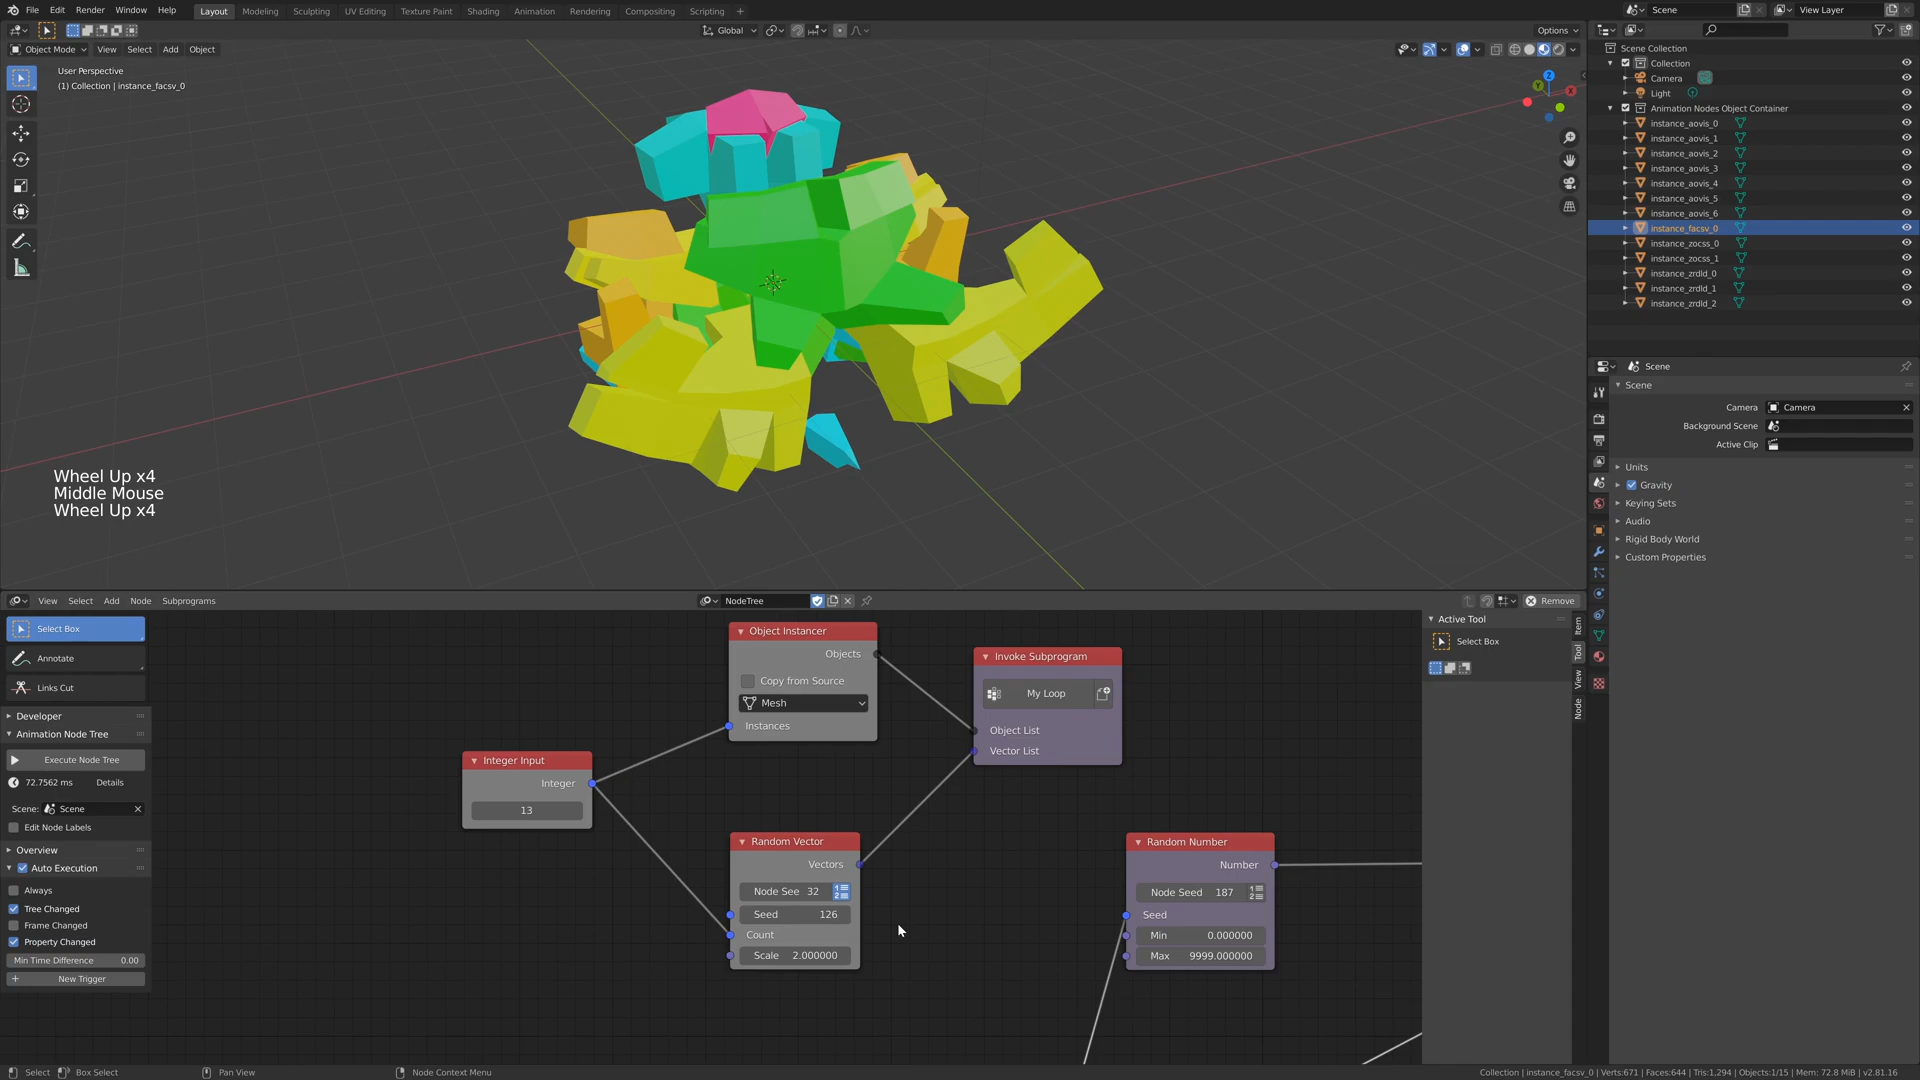 File Edit Render Window Help Layout Modeling Sculpting UV Editing Texture Paint Shading Animation Rendering Compositing Scripting + Scene View Layer
Global Options
Object Mode View Select Add Object
User Perspective
(1) Collection | instance_facsv_0
Z
Y
X
Wheel Up x4
Middle Mouse
Wheel Up x4
Scene Collection
Collection
Camera
Light
Animation Nodes Object Container
instance_aovis_0
instance_aovis_1
instance_aovis_2
instance_aovis_3
instance_aovis_4
instance_aovis_5
instance_aovis_6
instance_facsv_0
instance_zocss_0
instance_zocss_1
instance_zrdld_0
instance_zrdld_1
instance_zrdld_2
Scene
Scene
Camera Camera
Background Scene
Active Clip
Units
Gravity
Keying Sets
Audio
Rigid Body World
Custom Properties
View Select Add Node Subprograms NodeTree Remove
Select Box
Annotate
Links Cut
Developer
Animation Node Tree
Execute Node Tree
72.7562 ms Details
Scene: Scene
Edit Node Labels
Overview
Auto Execution
Always
Tree Changed
Frame Changed
Property Changed
Min Time Difference 0.00
+ New Trigger
Integer Input
Integer
13
Object Instancer
Objects
Copy from Source
Mesh
Instances
Random Vector
Vectors
Node See 32
Seed 126
Count
Scale 2.000000
Invoke Subprogram
My Loop
Object List
Vector List
Random Number
Number
Node Seed 187
Seed
Min 0.000000
Max 9999.000000
Active Tool
Select Box
Item
Tool
View
Node
Select Box Select Pan View Node Context Menu Collection | instance_facsv_0 | Verts:671 | Faces:644 | Tris:1,294 | Objects:1/15 | Mem: 72.8 MiB | v2.81.16